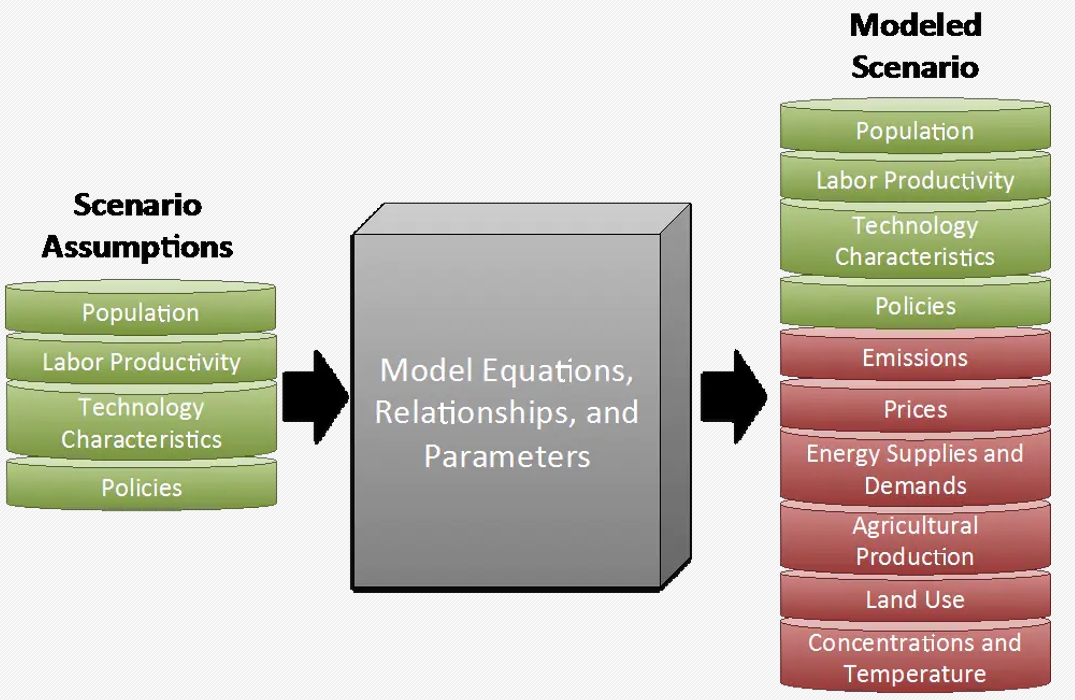 Scenario
Assumptions
Population
Labor Productivity
Technology
Characteristics
Policies
Model Equations,
Relationships, and
Parameters
Modeled
Scenario
Population
Labor Productivity
Technology
Characteristics
Policies
Emissions
Prices
Energy Supplies and
Demands
Agricultural
Production
Land Use
Concentrations and
Temperature